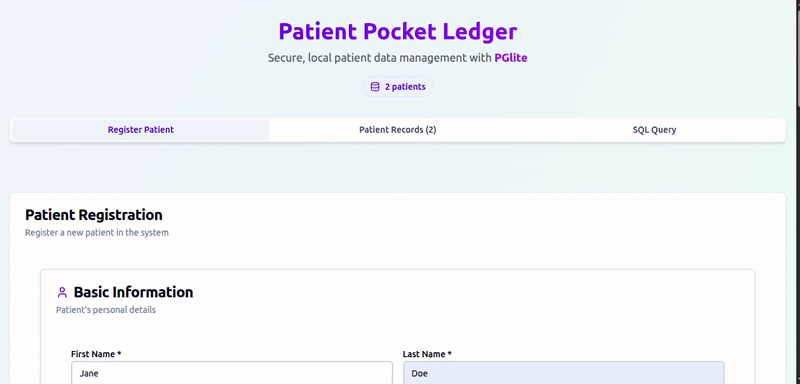 Patient Pocket Ledger
Secure, local patient data management with PGlite
2 patients
Register Patient
Patient Records (2)
SQL Query
Patient Registration
Register a new patient in the system
Basic Information
Patient's personal details
First Name *
Last Name *
Jane
Doe